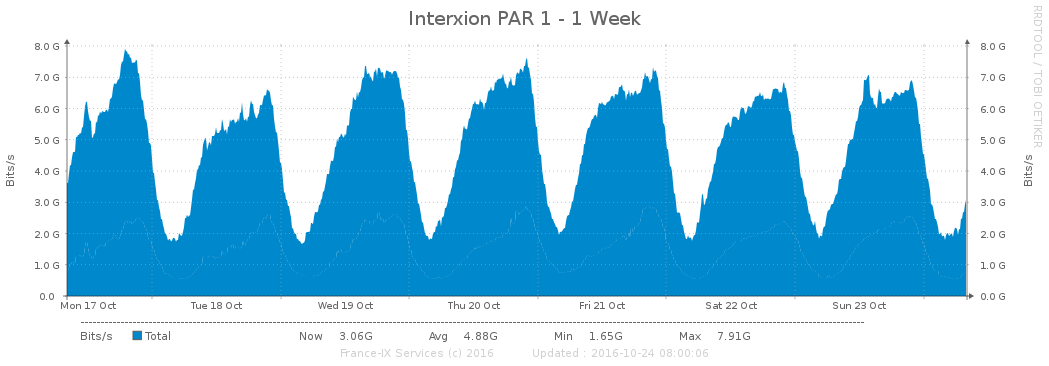 Interxion PAR 1 - 1 Week
RRDTOOL / TOBI OETIKER
Bits/s
8.0 G 8.0 G
7.0 G 7.0 G
6.0 G 6.0 G
5.0 G 5.0 G
4.0 G 4.0 G
3.0 G 3.0 G
2.0 G 2.0 G
1.0 G 1.0 G
0.0 0.0 G
Bits/s
Mon 17 Oct Tue 18 Oct Wed 19 Oct Thu 20 Oct Fri 21 Oct Sat 22 Oct Sun 23 Oct
Bits/s Total Now 3.06G Avg 4.88G Min 1.65G Max 7.91G
France-IX Services (c) 2016 Updated : 2016-10-24 08:00:06